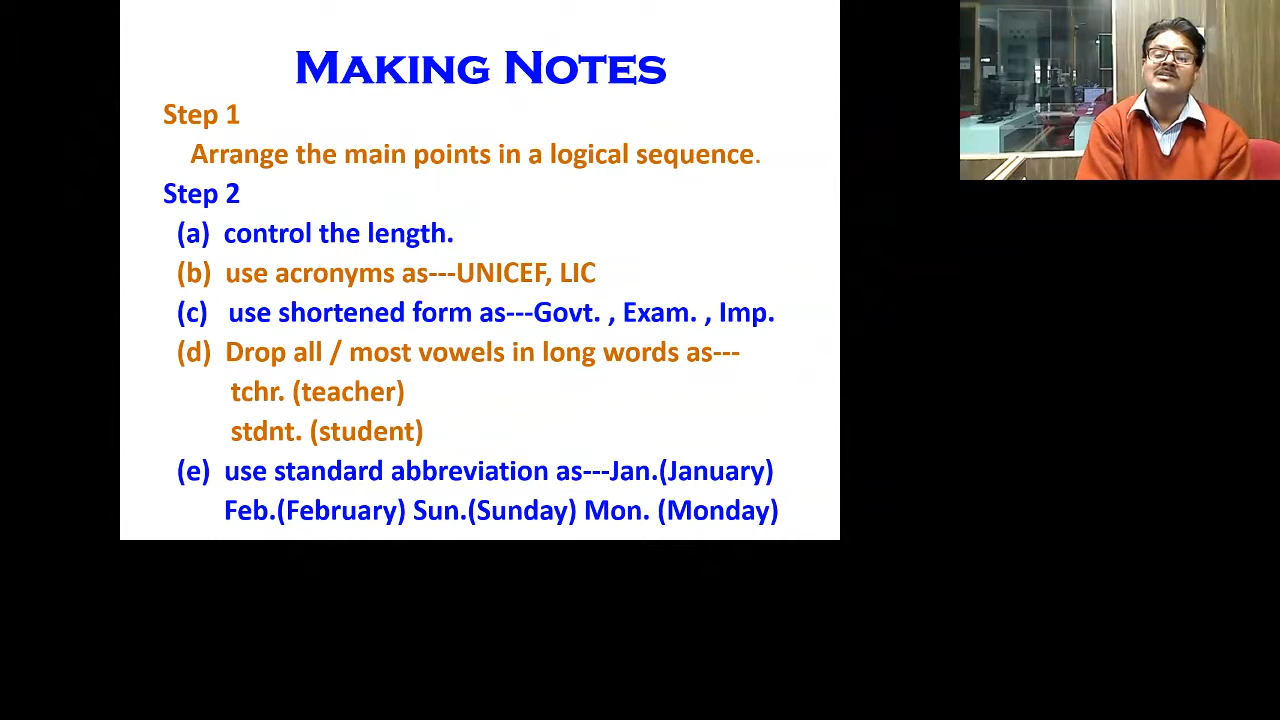 MAKING NOTES
Step 1
Arrange the main points in a logical sequence.
Step 2
(a) control the length.
(b) use acronyms as---UNICEF, LIC
(c) use shortened form as---Govt. , Exam. , Imp.
(d) Drop all / most vowels in long words as---
tchr. (teacher)
stdnt. (student)
(e) use standard abbreviation as---Jan.(January)
Feb.(February) Sun.(Sunday) Mon. (Monday)